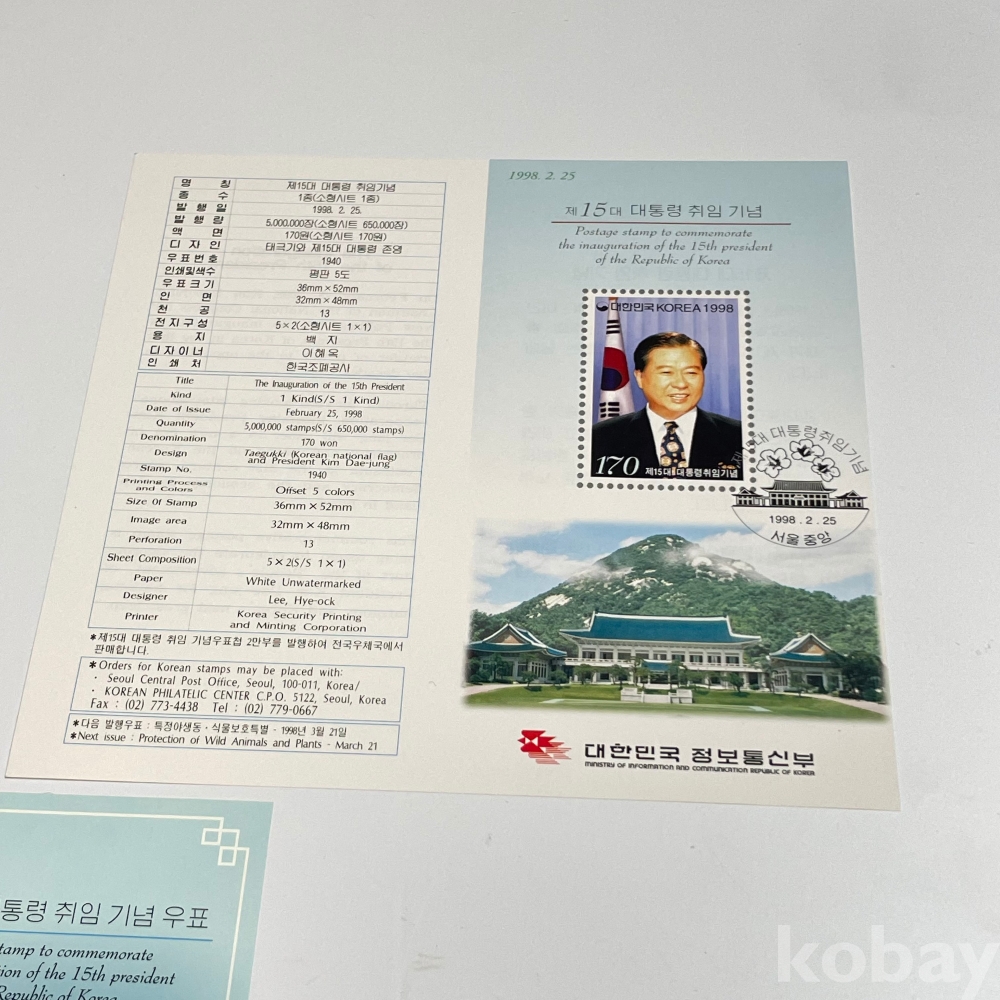 명 칭 제15대 대통령 취임기념
종 수 1종(소형시트 1종)
발 행 일 1998. 2. 25.
발 행 량 5,000,000장(소형시트 650,000장)
액 면 170원(소형시트 170원)
디 자 인 태극기와 제15대 대통령 존영
우 표 번 호 1940
인쇄및색수 평판 5도
우 표 크 기 36mm×52mm
인 면 32mm×48mm
천 공 13
전 지 구 성 5×2(소형시트 1×1)
용 지 백 지
디 자 이 너 이 혜 옥
인 쇄 처 한국조폐공사
Title The Inauguration of the 15th President
Kind 1 Kind(S/S 1 Kind)
Date of Issue February 25, 1998
Quantity 5,000,000 stamps(S/S 650,000 stamps)
Denomination 170 won
Design Taegukki (Korean national flag)
and President Kim Dae-jung
Stamp No. 1940
Printing Process
and Colors Offset 5 colors
Size Of Stamp 36mm×52mm
Image area 32mm×48mm
Perforation 13
Sheet Composition 5×2(S/S 1×1)
Paper White Unwatermarked
Designer Lee, Hye-ock
Printer Korea Security Printing
and Minting Corporation
*제15대 대통령 취임 기념우표첩 2만부를 발행하여 전국우체국에서
판매합니다.
*Orders for Korean stamps may be placed with:
· Seoul Central Post Office, Seoul, 100-011, Korea/
· KOREAN PHILATELIC CENTER C.P.O. 5122, Seoul, Korea
Fax : (02) 773-4438 Tel : (02) 779-0667
*다음 발행우표 : 특정야생동·식물보호특별 - 1998년 3월 21일
*Next issue : Protection of Wild Animals and Plants - March 21
1998. 2. 25
제15대 대통령 취임 기념
Postage stamp to commemorate
the inauguration of the 15th president
of the Republic of Korea
대한민국 KOREA 1998
170 제15대 대통령취임기념
제15대 대통령취임기념
1998. 2. 25
서울중앙
대한민국 정보통신부
MINISTRY OF INFORMATION AND COMMUNICATION REPUBLIC OF KOREA
통령 취임 기념 우표
tamp to commemorate
ion of the 15th president
Republic of Korea
kobay